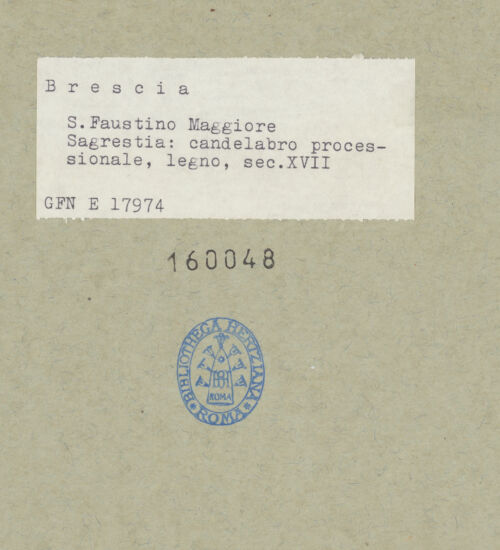 B r e s c i a
S.Faustino Maggiore
Sagrestia: candelabro proces-
sionale, legno, sec.XVII
GFN E 17974
160048
BIBLIOTHECA HERTZIANA
ROMA
* ROMA *